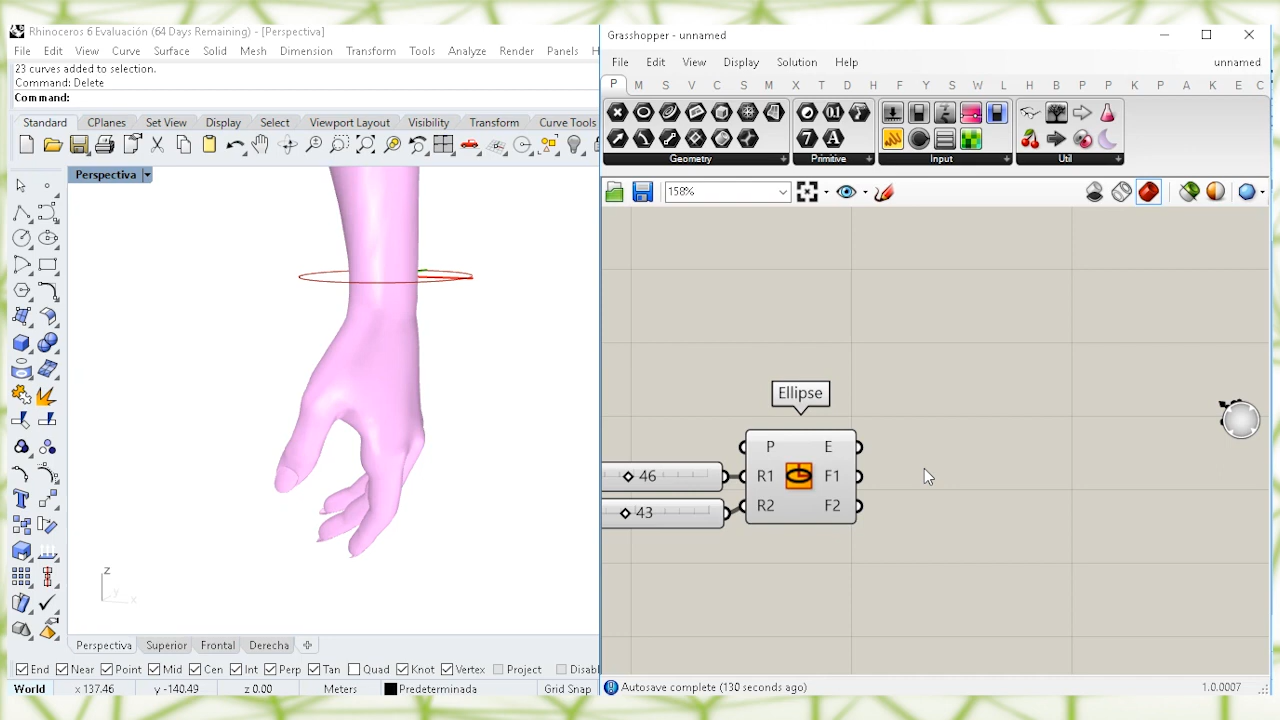 Rhinoceros 6 Evaluación (64 Days Remaining) - [Perspectiva]
File Edit View Curve Surface Solid Mesh Dimension Transform Tools Analyze Render Panels H
23 curves added to selection.
Command: Delete
Command:
Standard CPlanes Set View Display Select Viewport Layout Visibility Transform Curve Tools
Perspectiva
z
y
x
Perspectiva Superior Frontal Derecha
End Near Point Mid Cen Int Perp Tan Quad Knot Vertex Project Disabl
World x 137.46 y -140.49 z 0.00 Meters Predeterminada Grid Snap
Grasshopper - unnamed
File Edit View Display Solution Help unnamed
P M S V C S M X T D H F Y S W L H P K P A K E C
Geometry Primitive Input Util
158%
Ellipse
P E
46 R1 F1
43 R2 F2
Autosave complete (130 seconds ago) 1.0.0007